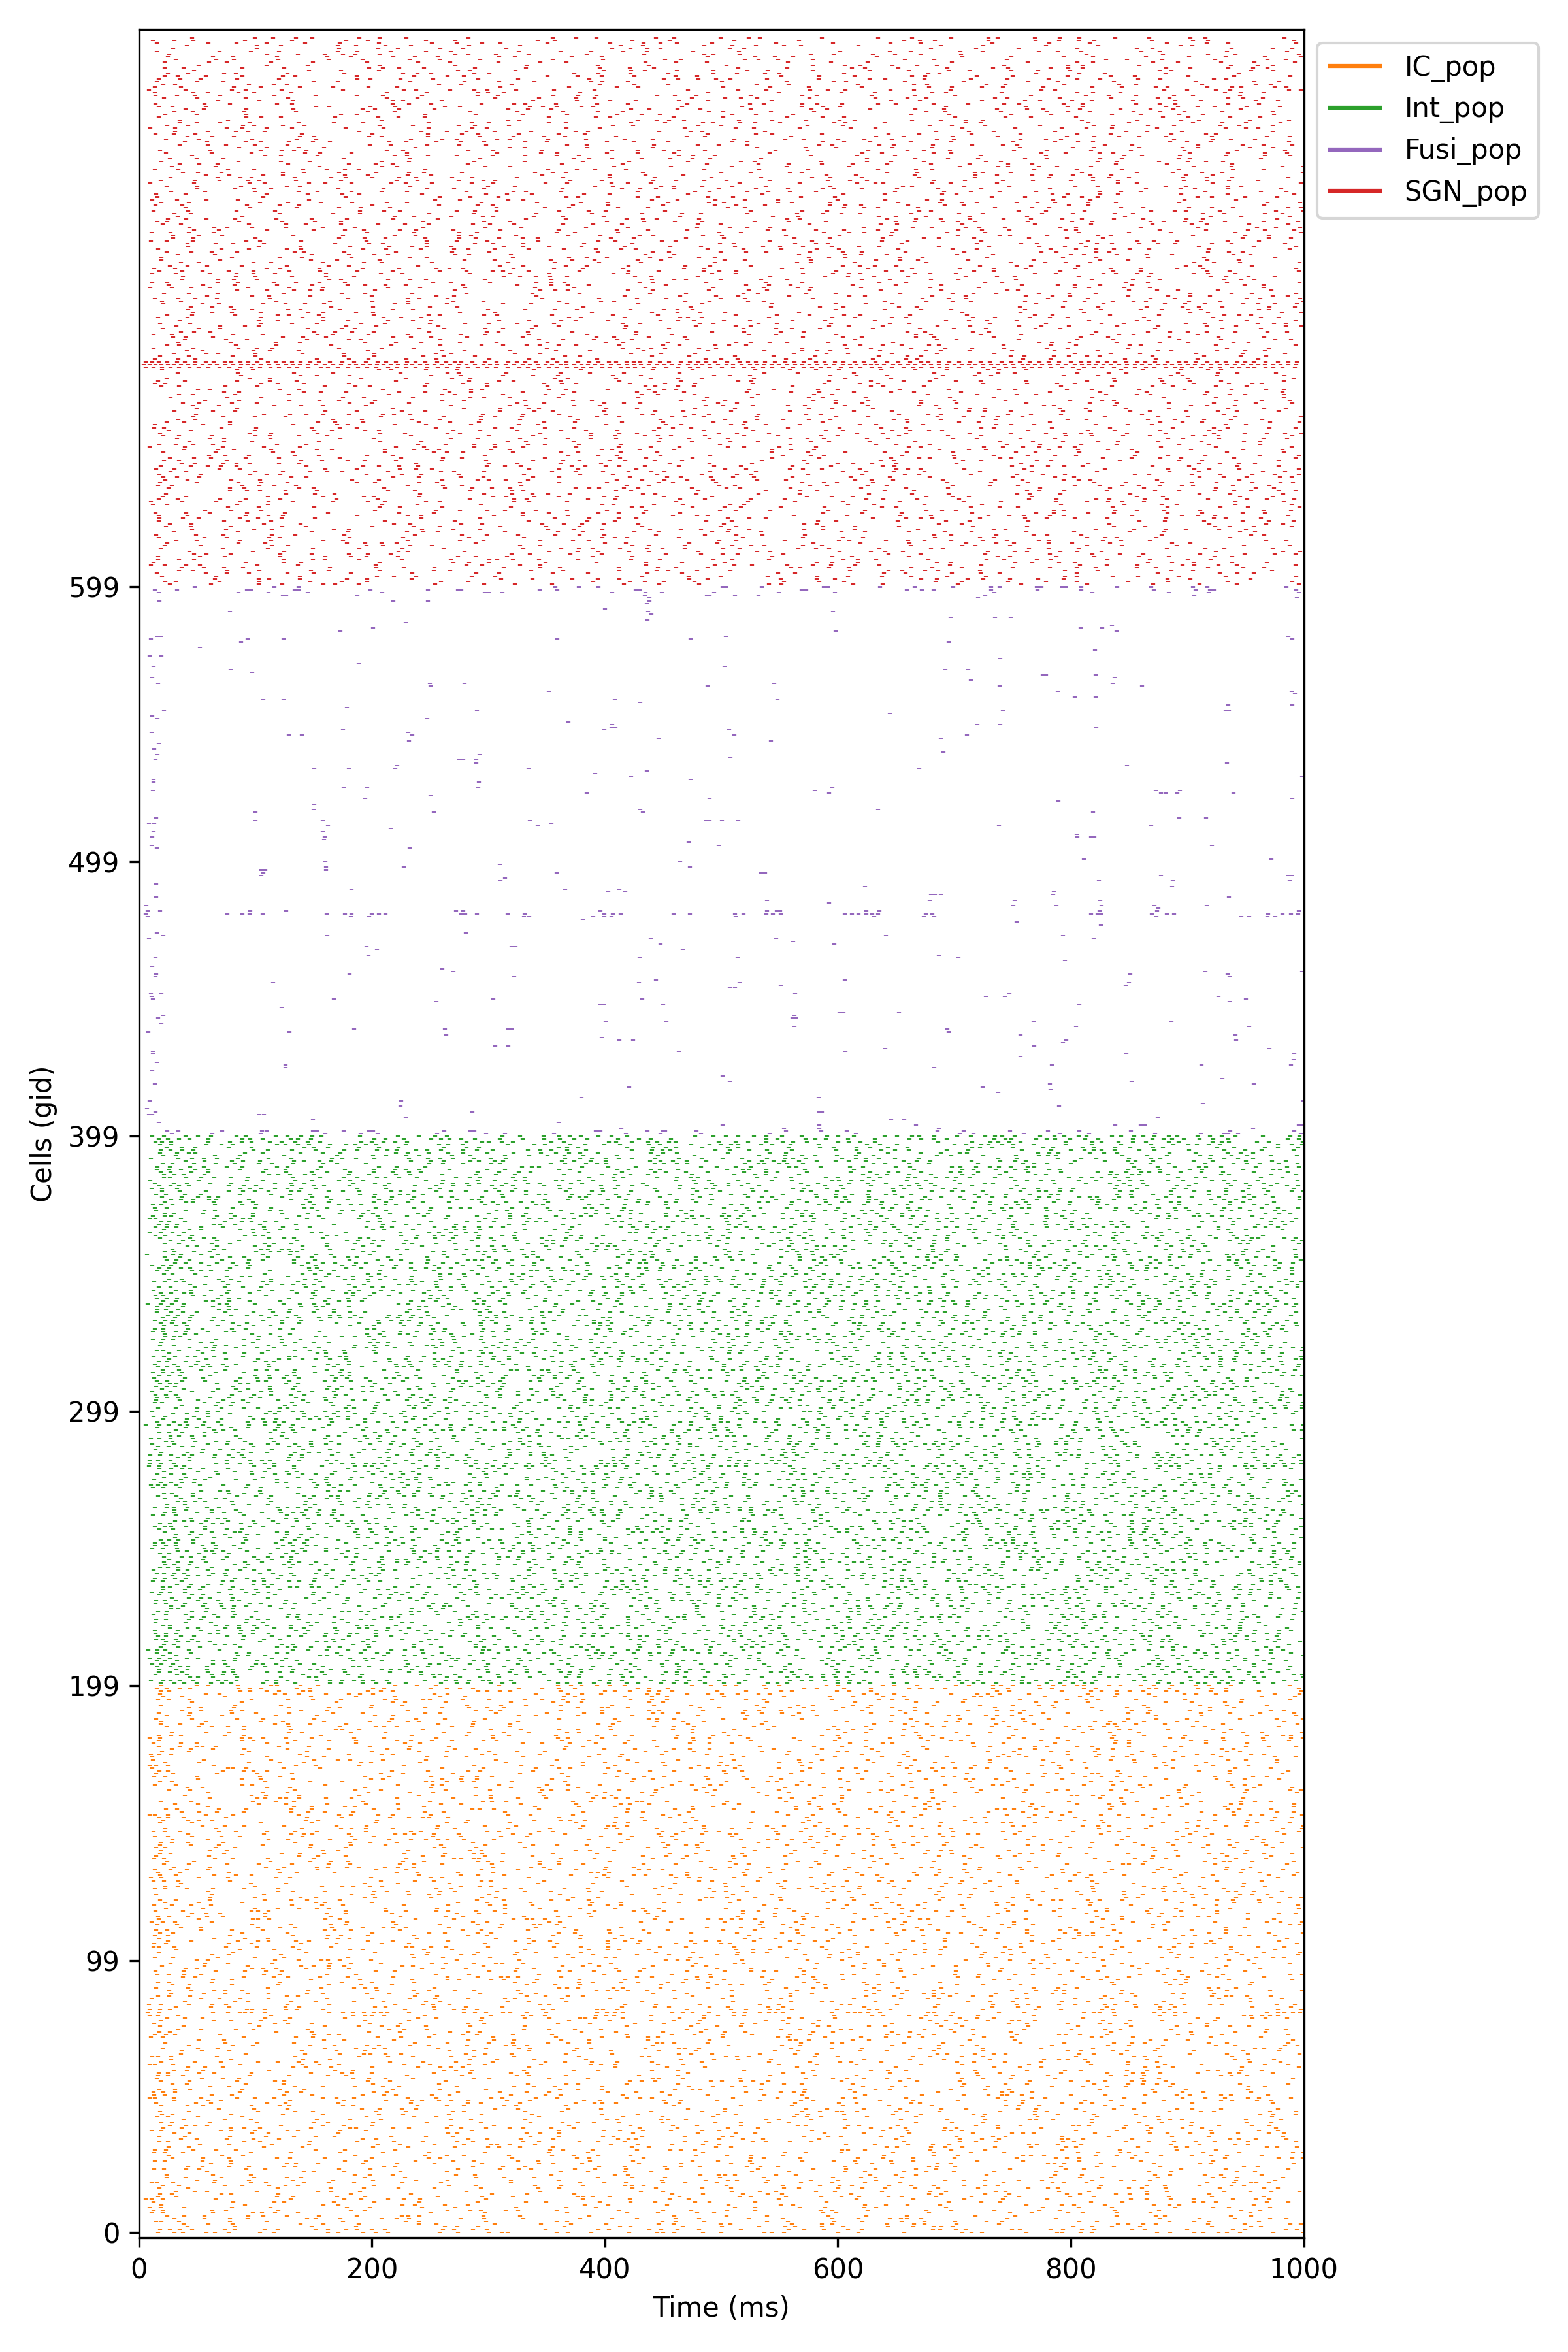 IC_pop
Int_pop
Fusi_pop
SGN_pop
599
499
399
299
199
99
0
Cells (gid)
0 200 400 600 800 1000
Time (ms)